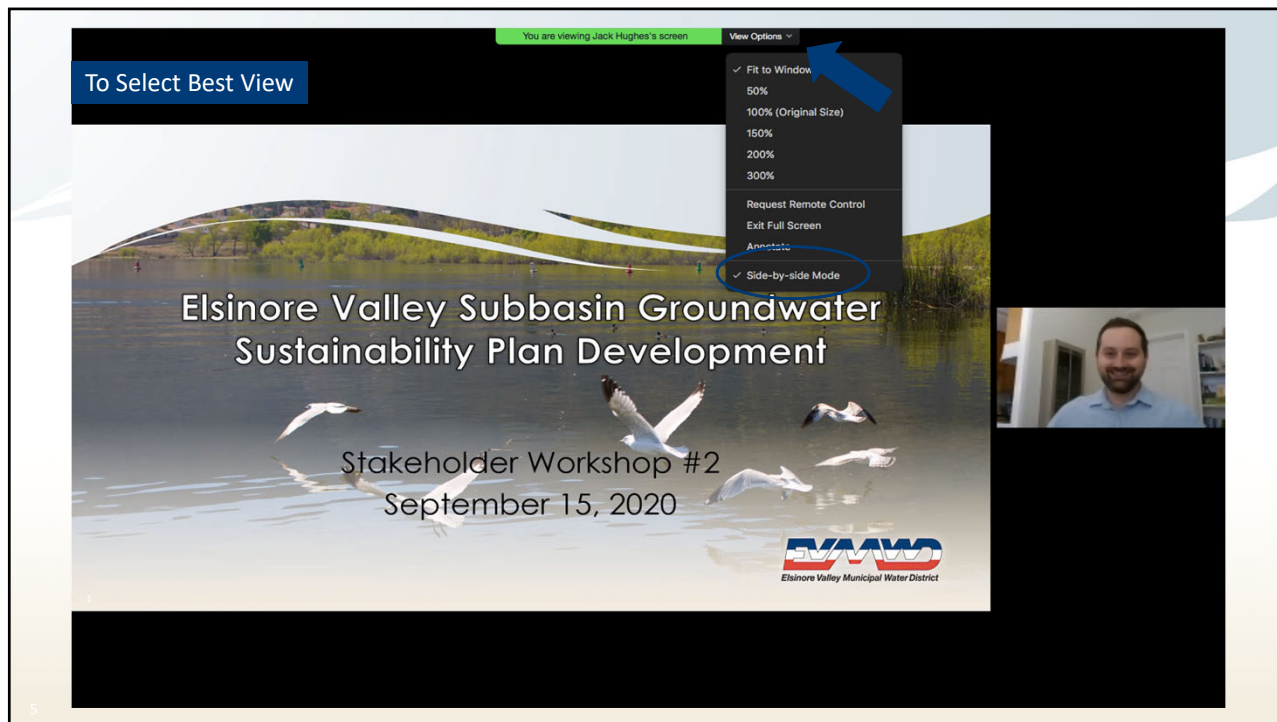 You are viewing Jack Hughes's screen
View Options
To Select Best View
Fit to Window
50%
100% (Original Size)
150%
200%
300%
Request Remote Control
Exit Full Screen
Annotate
Side-by-side Mode
Elsinore Valley Subbasin Groundwater
Sustainability Plan Development
Stakeholder Workshop #2
September 15, 2020
EVMWD
Elsinore Valley Municipal Water District
1
5